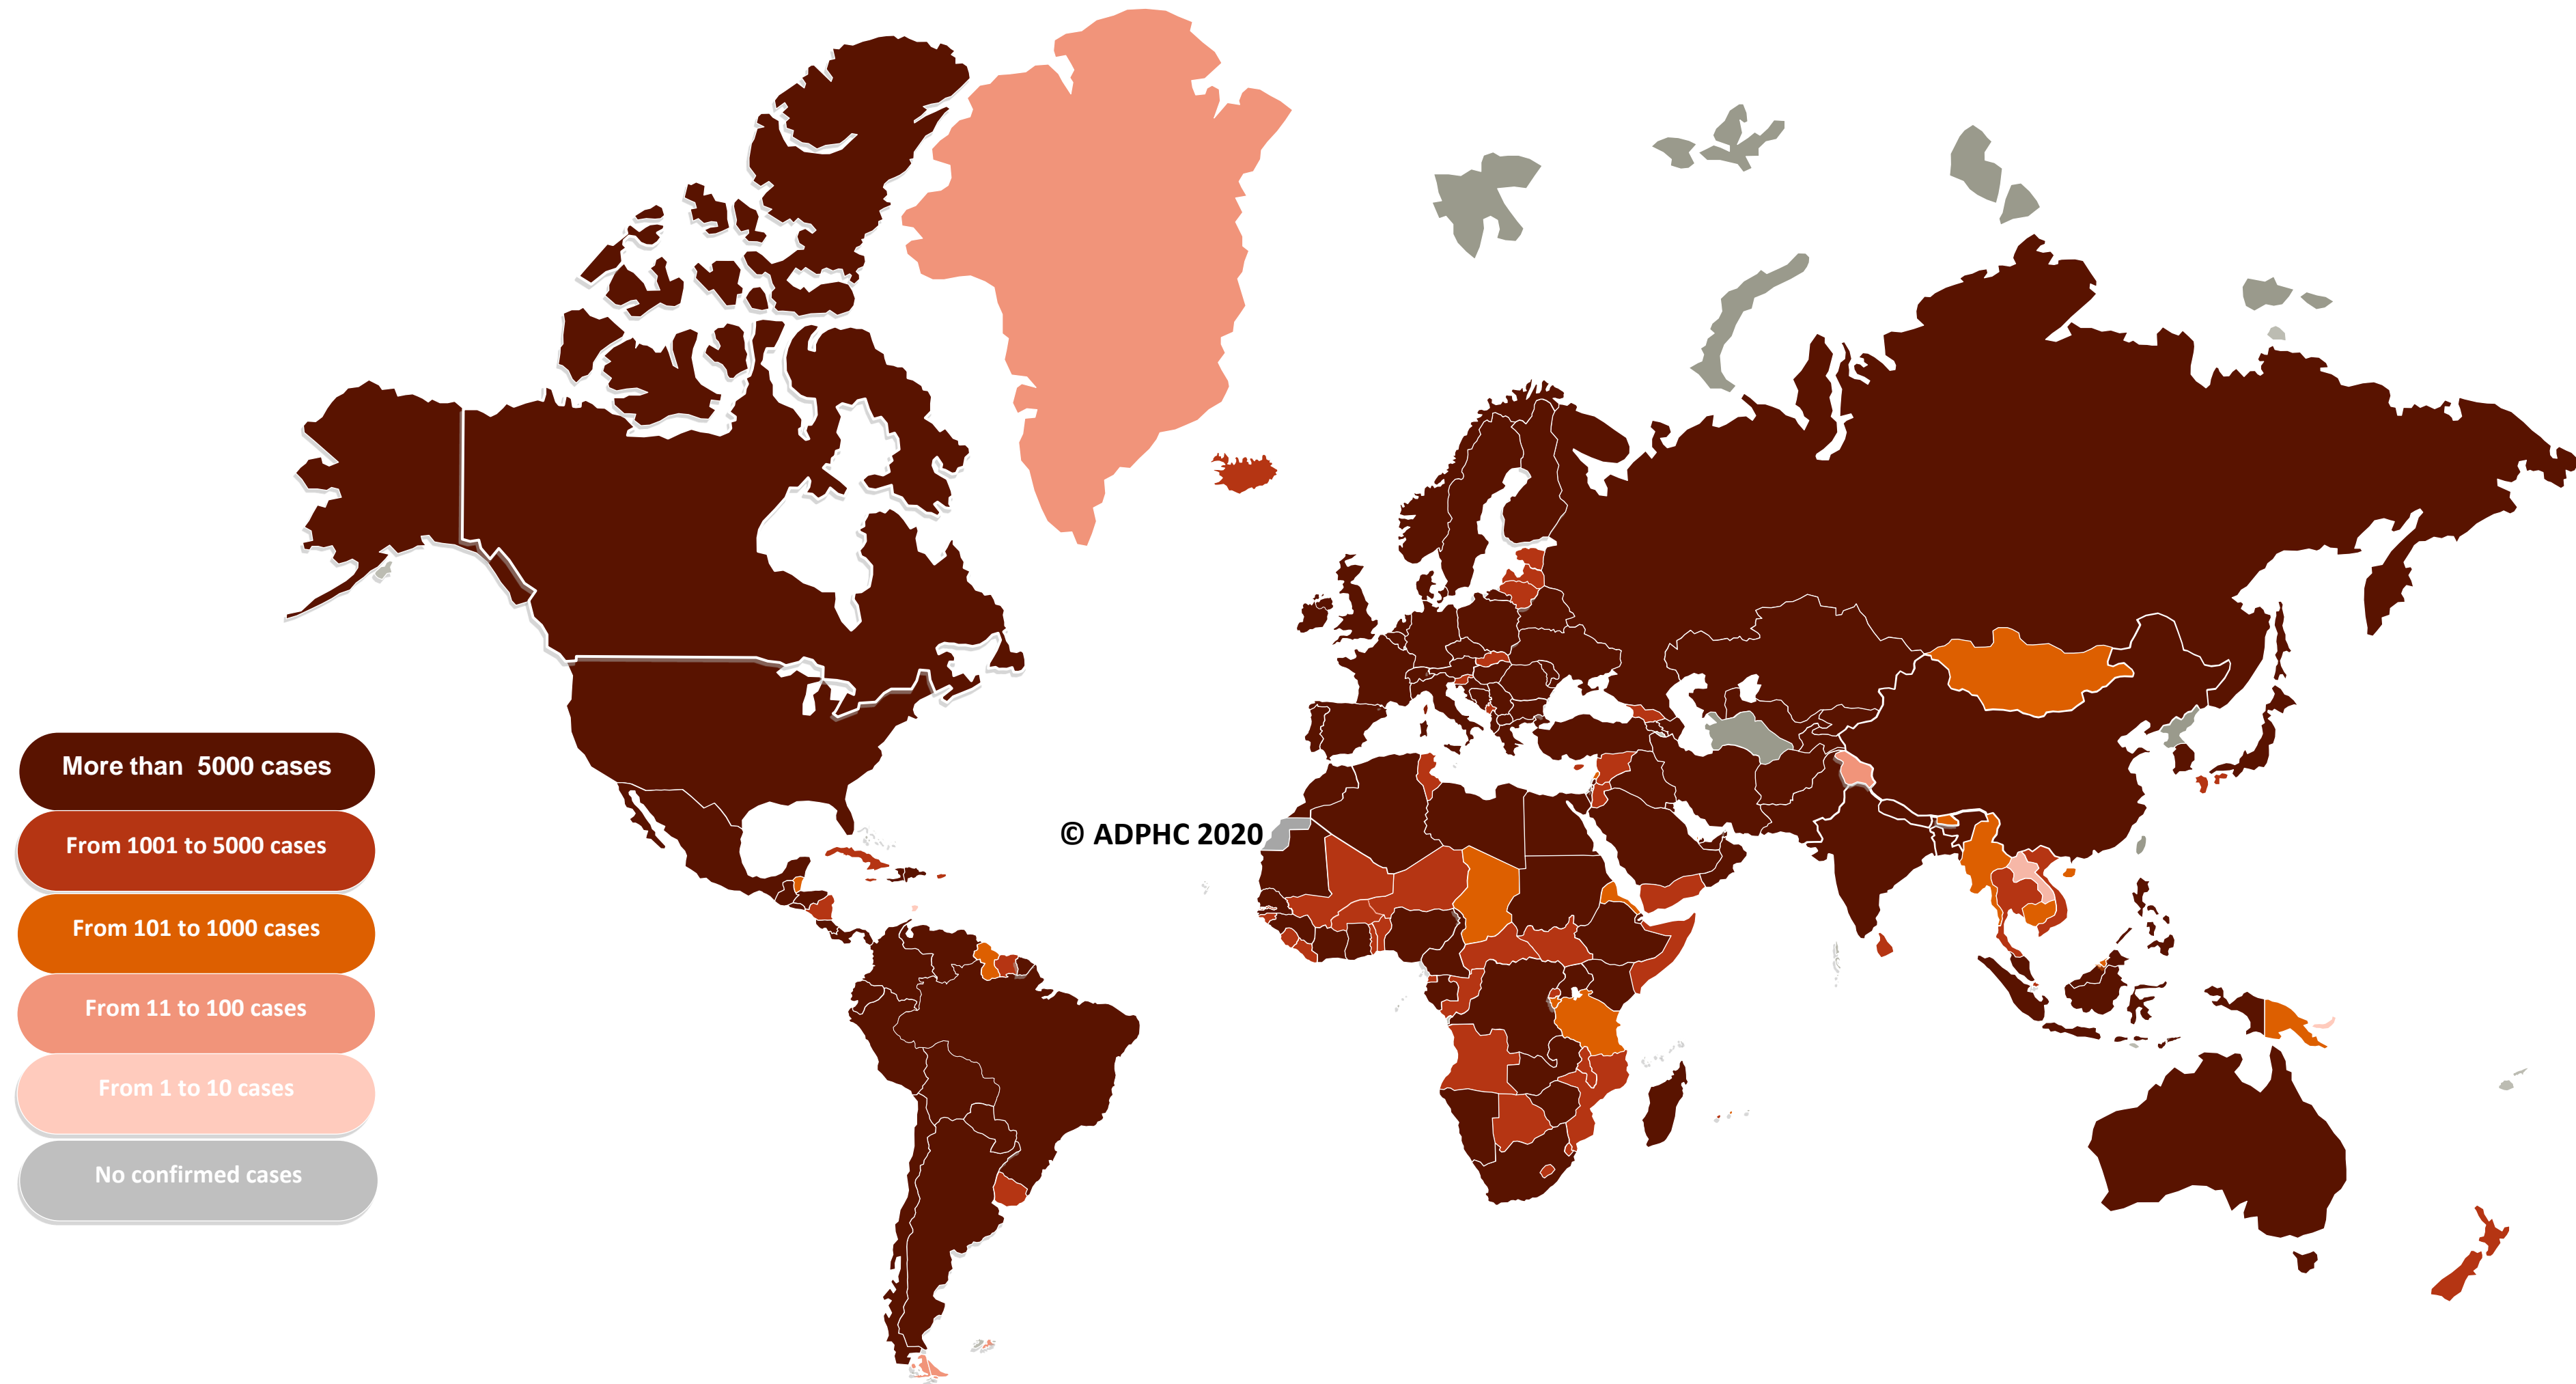 More than  5000 cases
From 1001 to 5000 cases
From 101 to 1000 cases
From 11 to 100 cases
From 1 to 10 cases
No confirmed cases
© ADPHC 2020